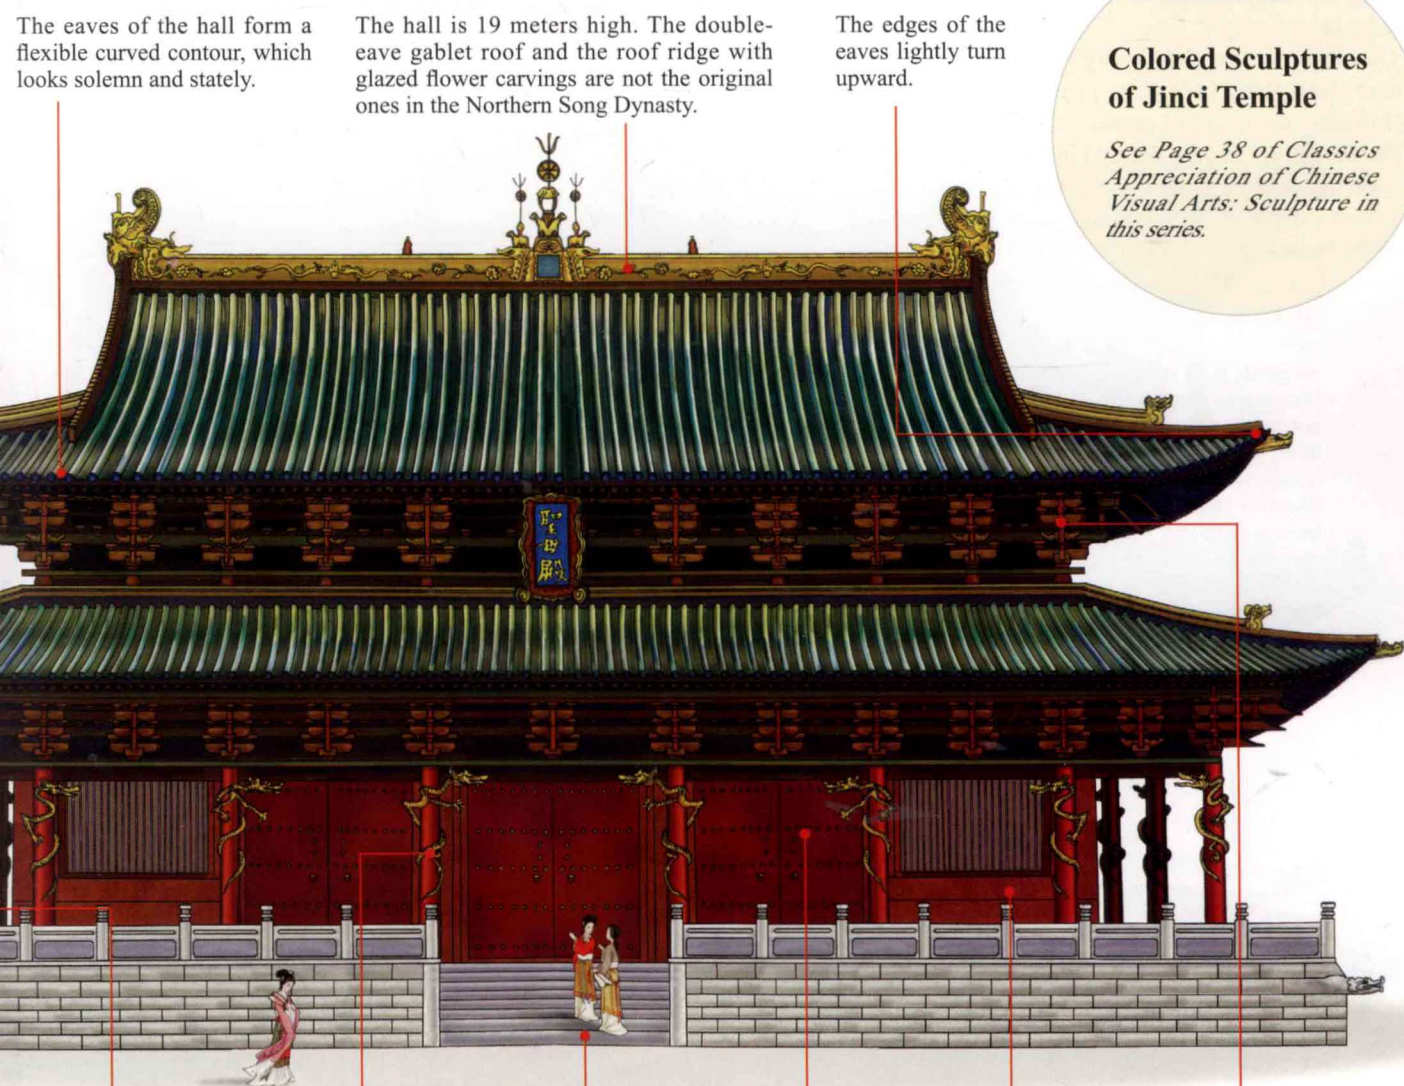 The eaves of the hall form a
flexible curved contour, which
looks solemn and stately.
The hall is 19 meters high. The double-
eave gablet roof and the roof ridge with
glazed flower carvings are not the original
ones in the Northern Song Dynasty.
The edges of the
eaves lightly turn
upward.
Colored Sculptures
of Jinci Temple
See Page 38 of Classics
Appreciation of Chinese
Visual Arts: Sculpture in
this series.
聖母殿